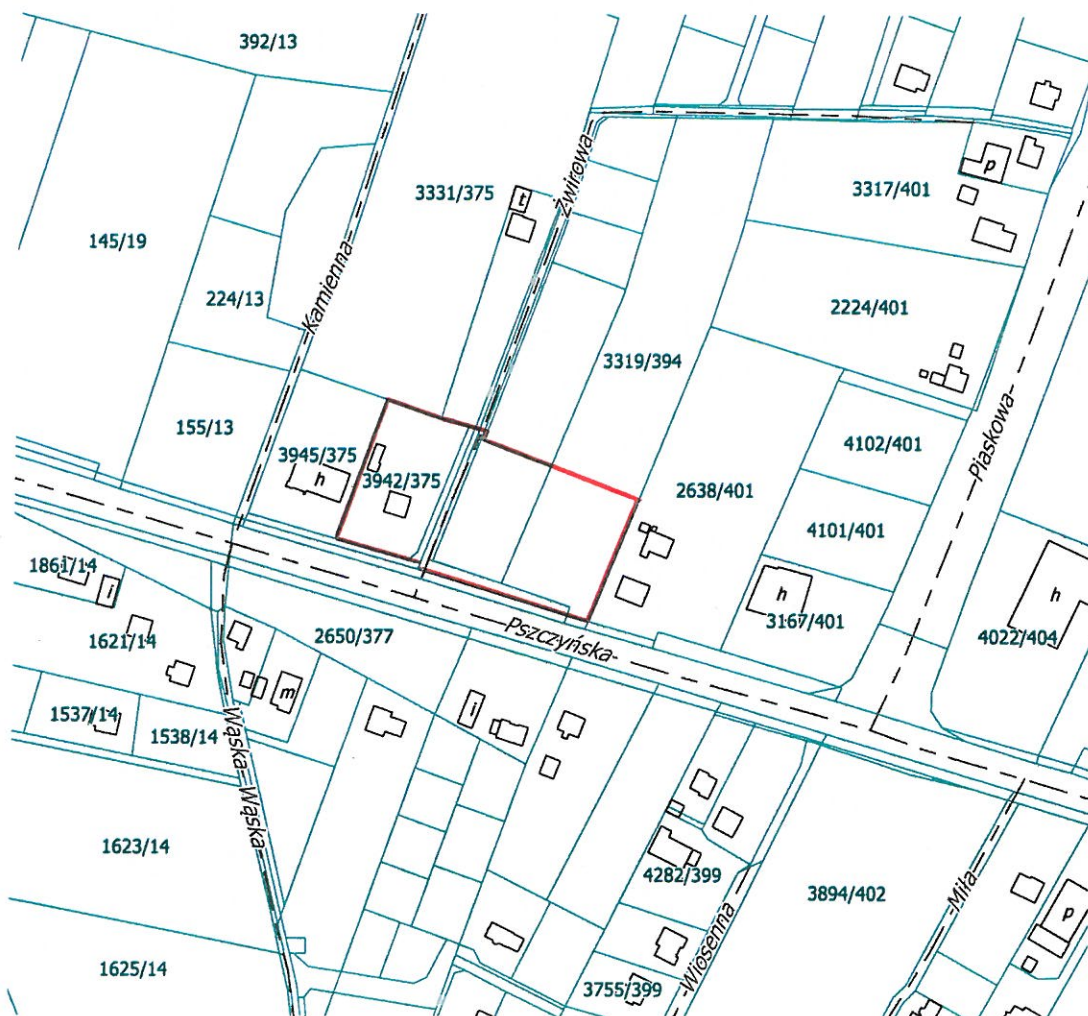 392/13
Żwirowa
p
3331/375
t
3317/401
145/19
Kamienna
224/13
2224/401
3319/394
Piaskowa
155/13
3945/375
h
3942/375
4102/401
2638/401
4101/401
h
3167/401
h
4022/404
1861/14
i
1621/14
2650/377
Pszczyńska
m
1537/14
1538/14
i
Wąska
Wąska
1623/14
4282/399
3894/402
Miła
p
Wiosenna
1625/14
3755/399